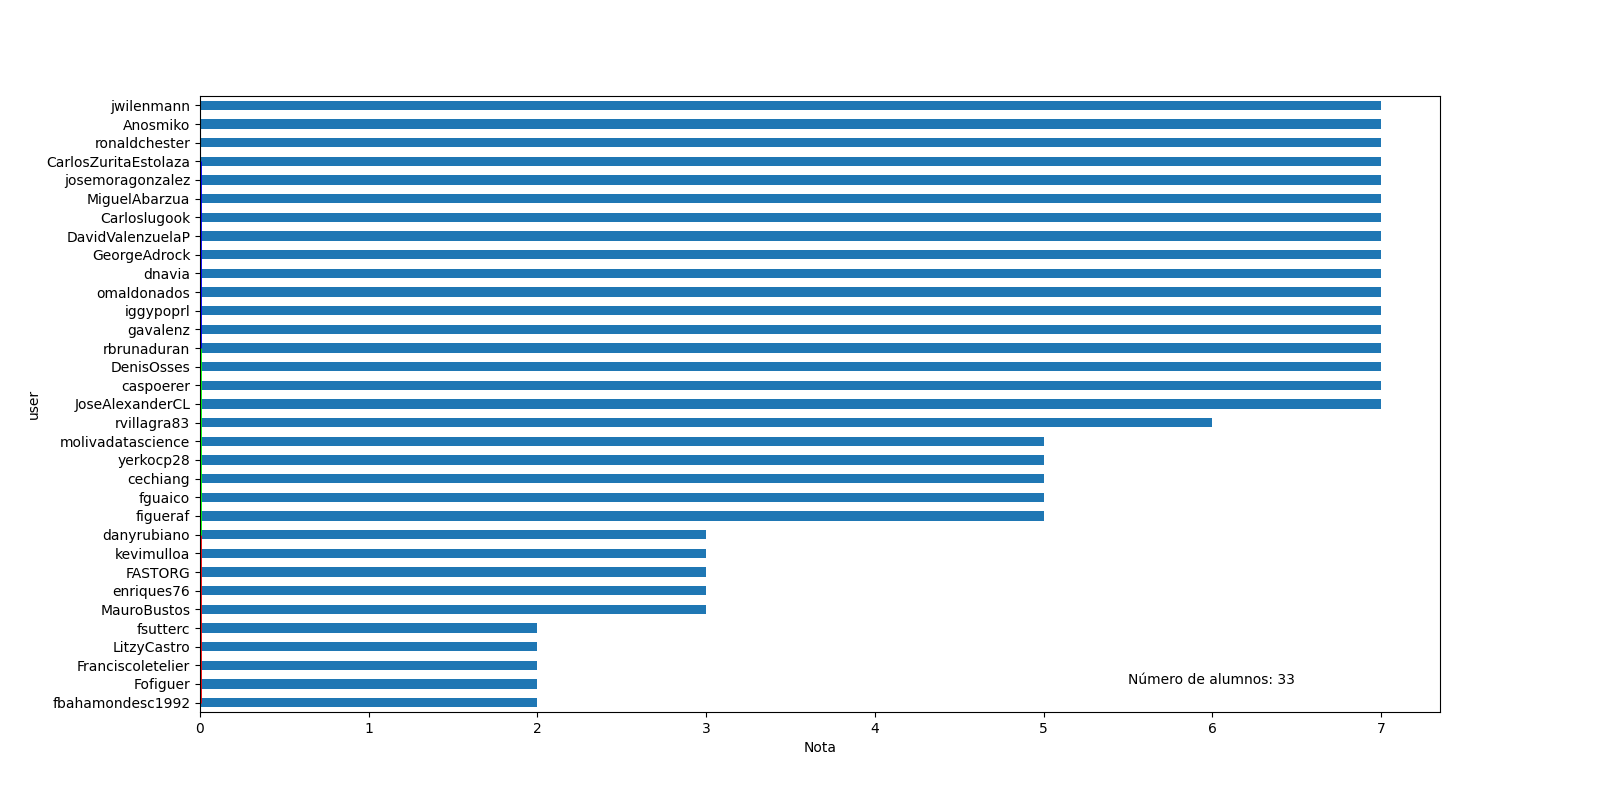 jwilenmann
Anosmiko
ronaldchester
CarlosZuritaEstolaza
josemoragonzalez
MiguelAbarzua
Carloslugook
DavidValenzuelaP
GeorgeAdrock
dnavia
omaldonados
iggypoprl
gavalenz
rbrunaduran
DenisOsses
caspoerer
JoseAlexanderCL
rvillagra83
molivadatascience
yerkocp28
cechiang
fguaico
figueraf
danyrubiano
kevimulloa
FASTORG
enriques76
MauroBustos
fsutterc
LitzyCastro
Franciscoletelier
Fofiguer
fbahamondesc1992
user
Número de alumnos: 33
0 1 2 3 4 5 6 7
Nota